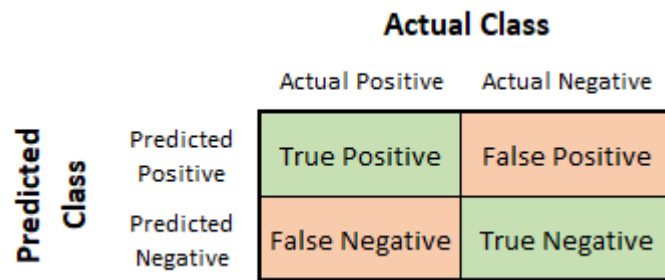 Actual Class
Actual Positive Actual Negative
Predicted Class
Predicted
Positive
True Positive False Positive
Predicted
Negative
False Negative True Negative